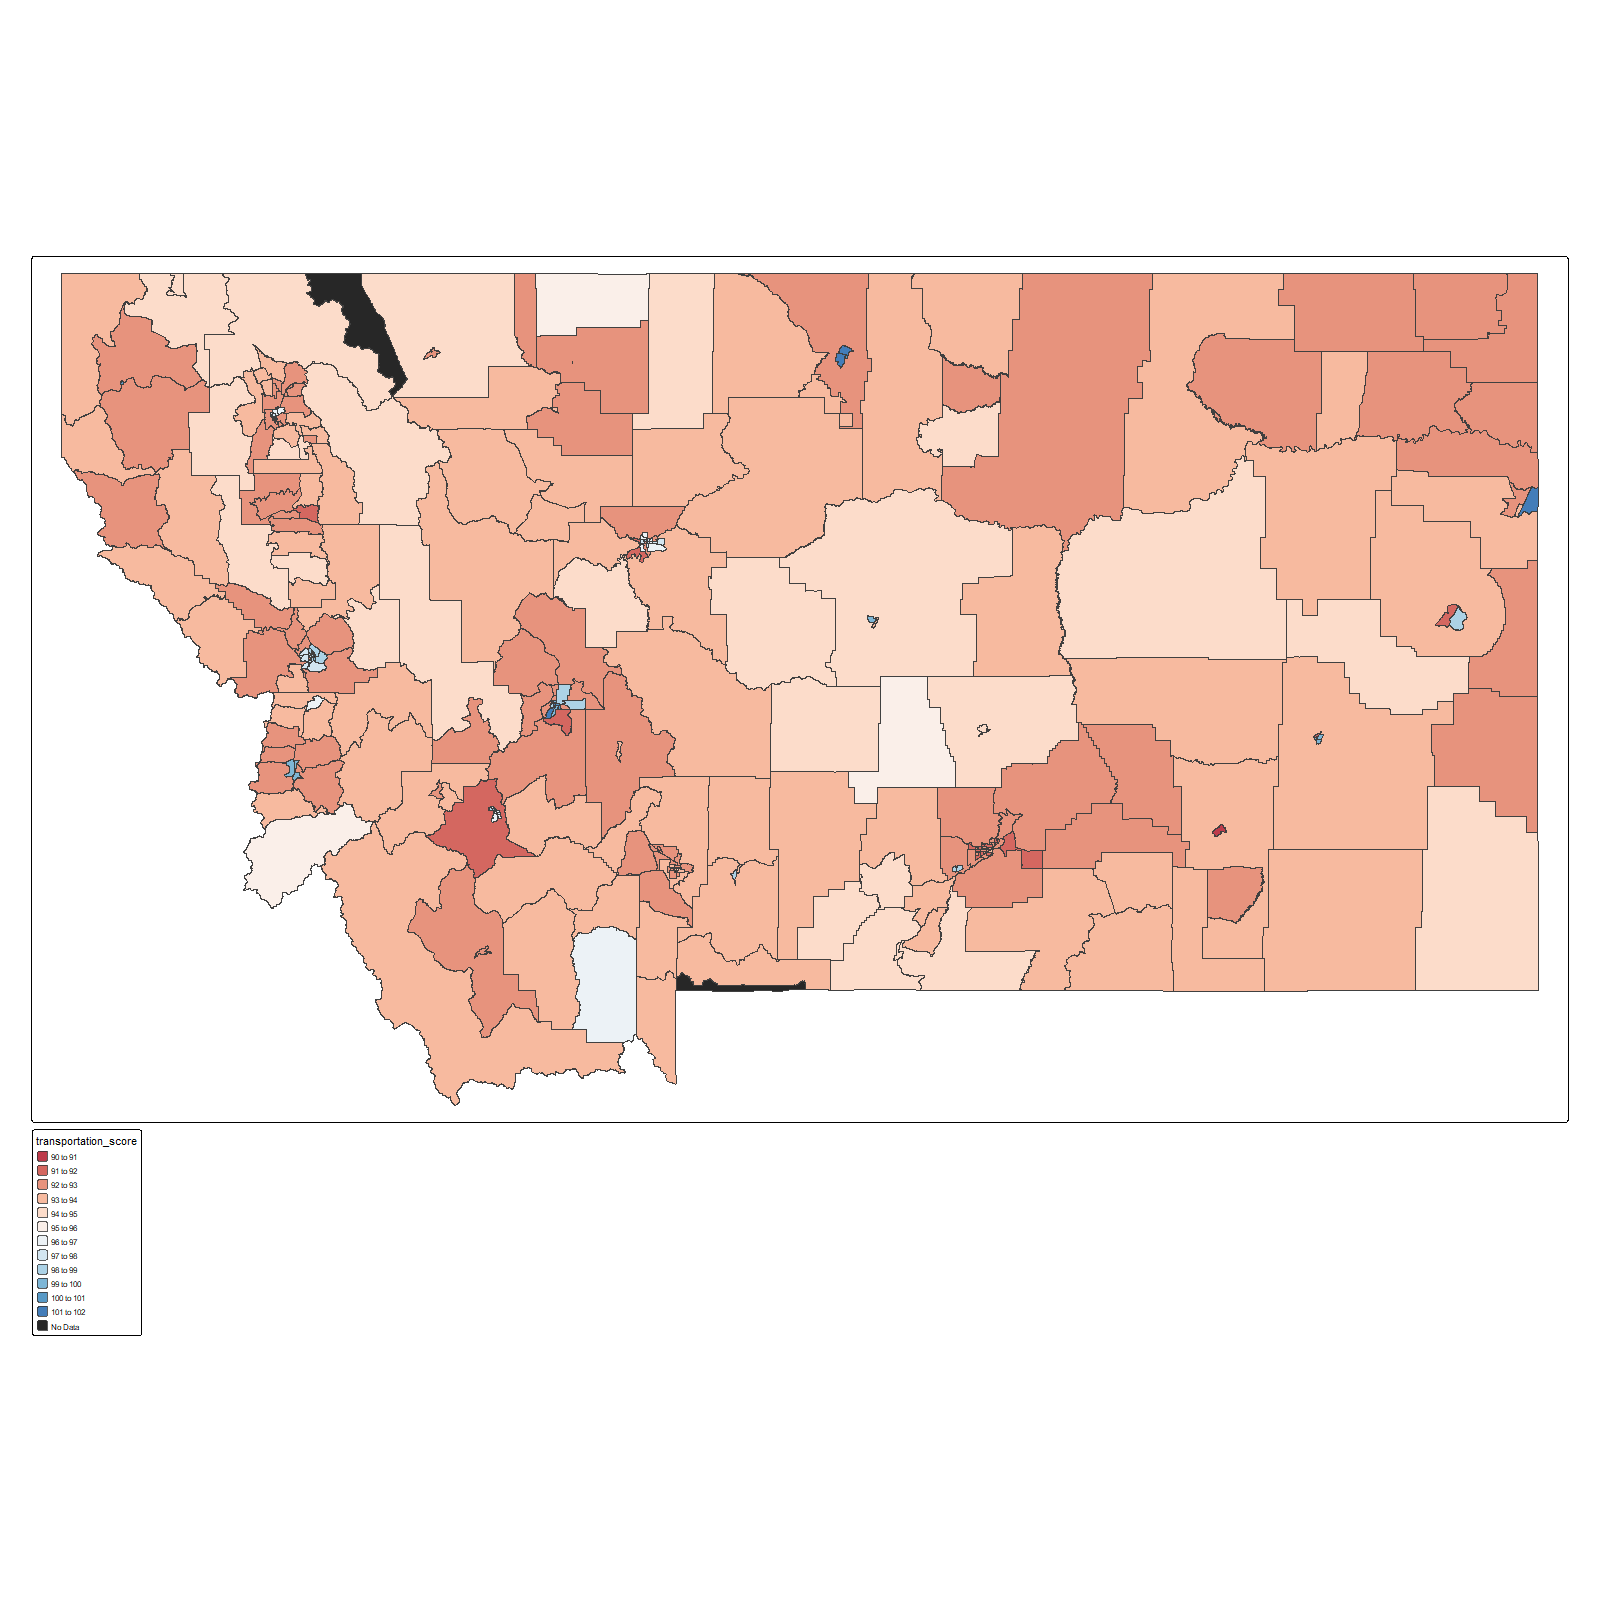 transportation_score
90 to 91
91 to 92
92 to 93
93 to 94
94 to 95
95 to 96
96 to 97
97 to 98
98 to 99
99 to 100
100 to 101
101 to 102
No Data